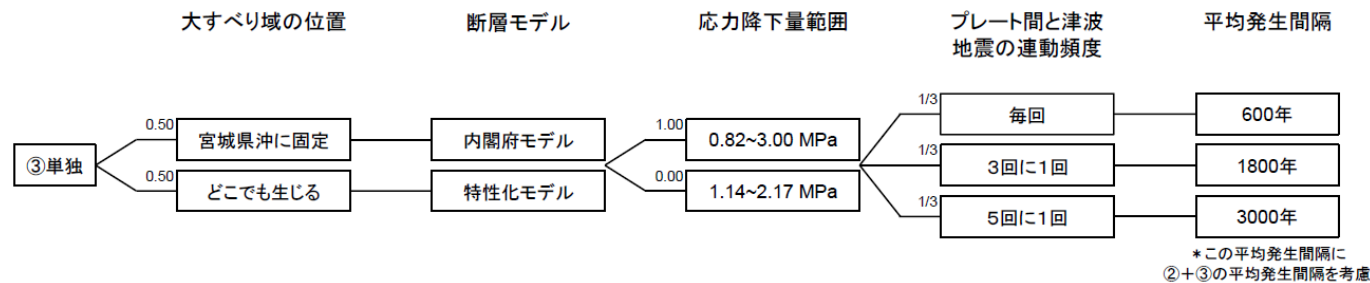 大すべり域の位置
断層モデル
応力降下量範囲
プレート間と津波
地震の連動頻度
平均発生間隔
③単独
0.50
宮城県沖に固定
0.50
どこでも生じる
内閣府モデル
特性化モデル
1.00
0.82~3.00 MPa
0.00
1.14~2.17 MPa
1/3
毎回
600年
1/3
3回に1回
1800年
1/3
5回に1回
3000年
*この平均発生間隔に
②+③の平均発生間隔を考慮